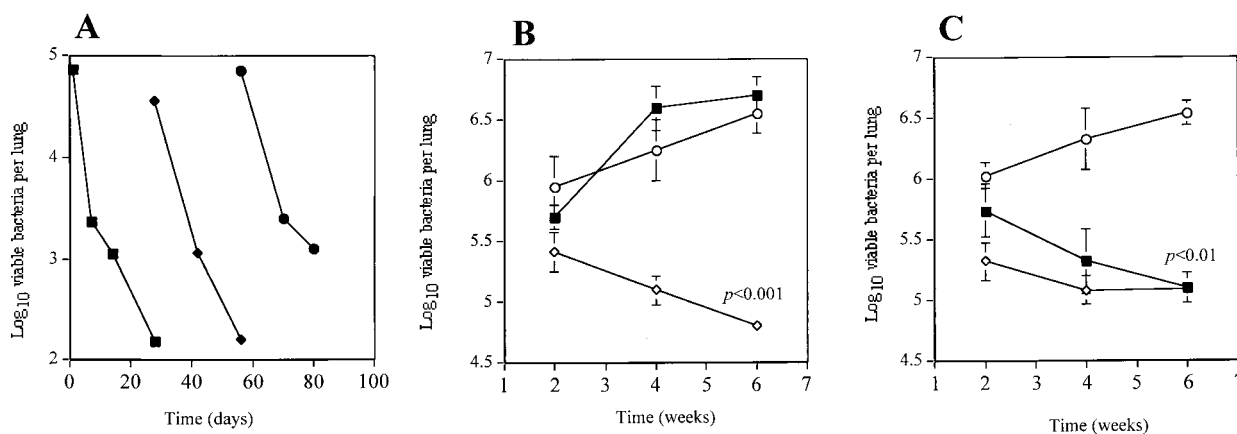 A
Log10 viable bacteria per lung
5
4
3
2
0 20 40 60 80 100
Time (days)
B
Log10 viable bacteria per lung
7
6.5
6
5.5
5
4.5
p<0.001
1 2 3 4 5 6 7
Time (weeks)
C
Log10 viable bacteria per lung
7
6.5
6
5.5
5
4.5
p<0.01
1 2 3 4 5 6 7
Time (weeks)